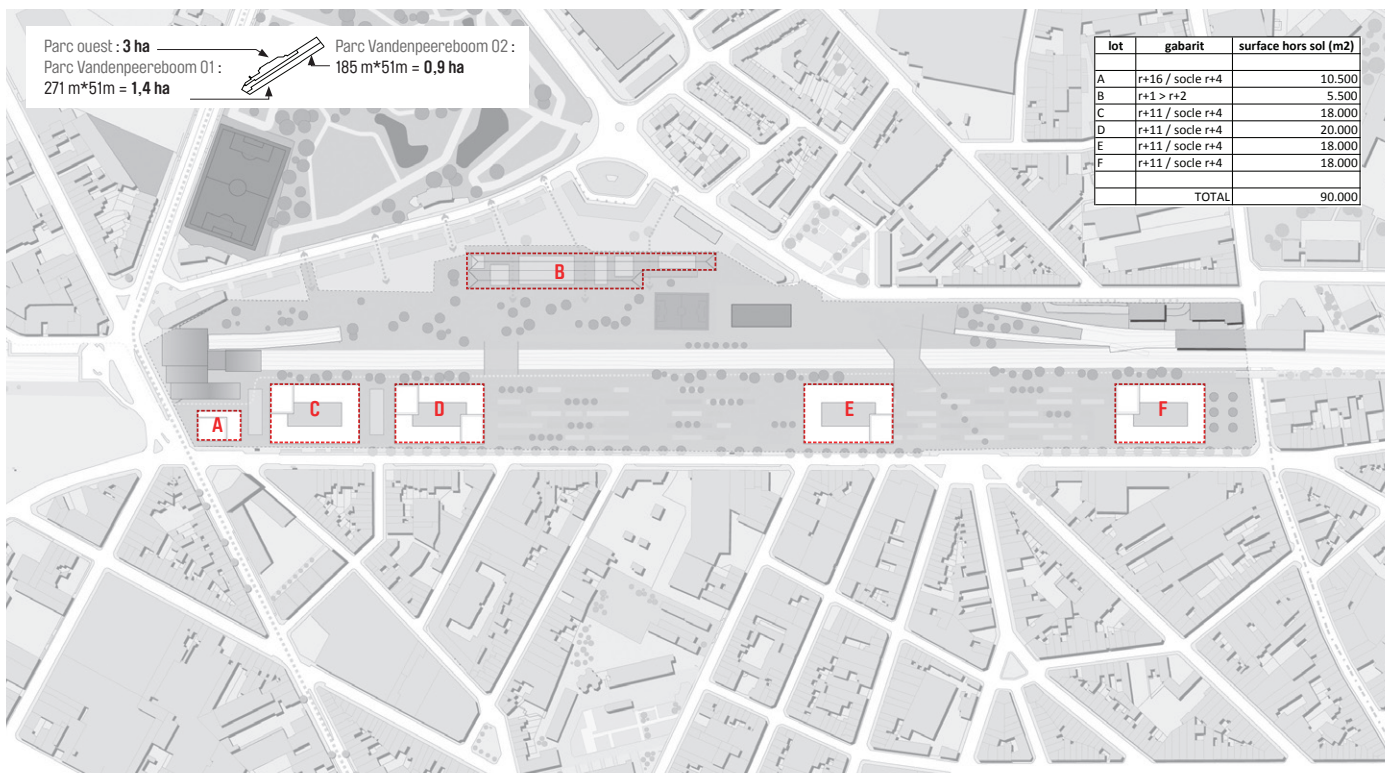 Parc ouest : 3 ha
Parc Vandenpeereboom 01 :
271 m*51m = 1,4 ha
Parc Vandenpeereboom 02 :
185 m*51m = 0,9 ha
lot gabarit surface hors sol (m2)
A r+16 / socle r+4 10.500
B r+1 > r+2 5.500
C r+11 / socle r+4 18.000
D r+11 / socle r+4 20.000
E r+11 / socle r+4 18.000
F r+11 / socle r+4 18.000
TOTAL 90.000
B
A
C
D
E
F